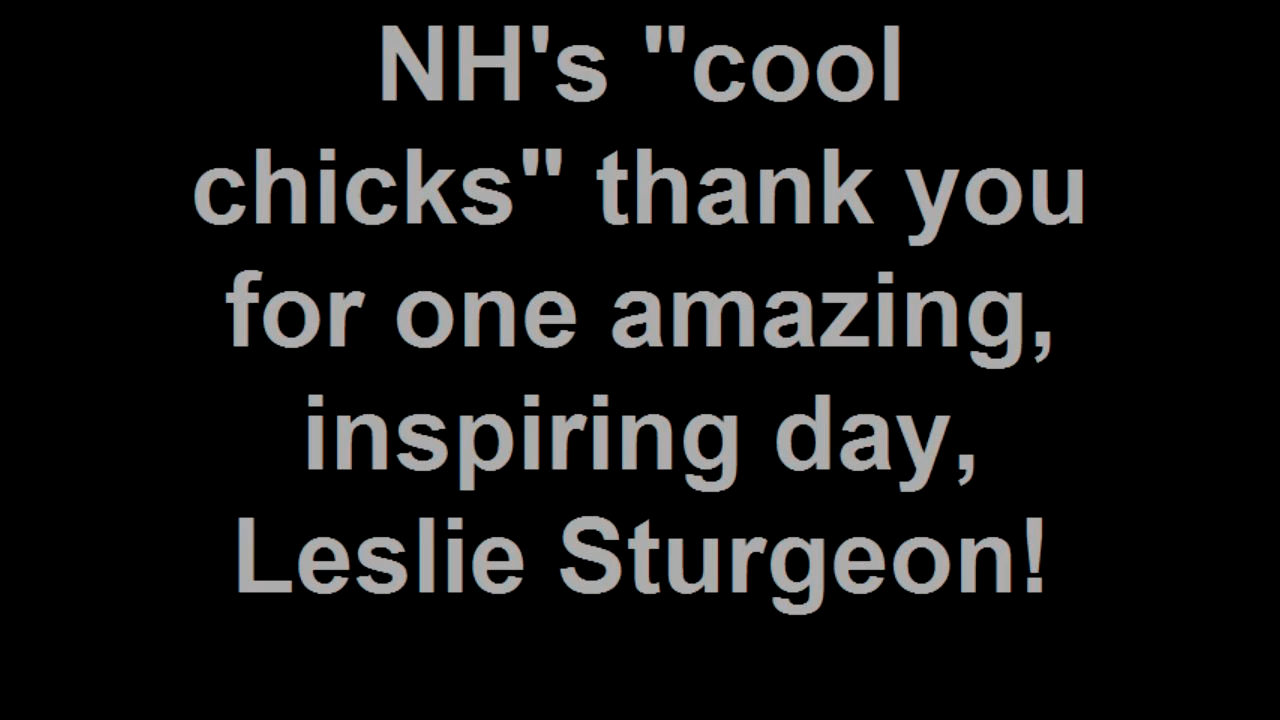 NH's "cool
chicks" thank you
for one amazing,
inspiring day,
Leslie Sturgeon!